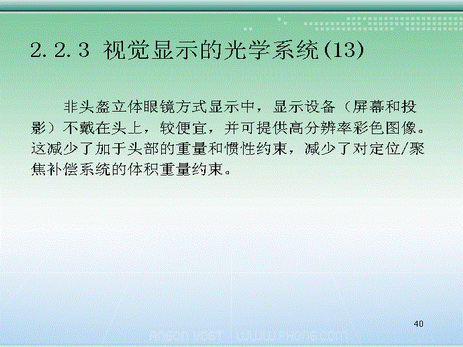 2.2.3 视觉显示的光学系统(13)
非头盔立体眼镜方式显示中，显示设备（屏幕和投
影）不戴在头上，较便宜，并可提供高分辨率彩色图像。
这减少了加于头部的重量和惯性约束，减少了对定位/聚
焦补偿系统的体积重量约束。
40